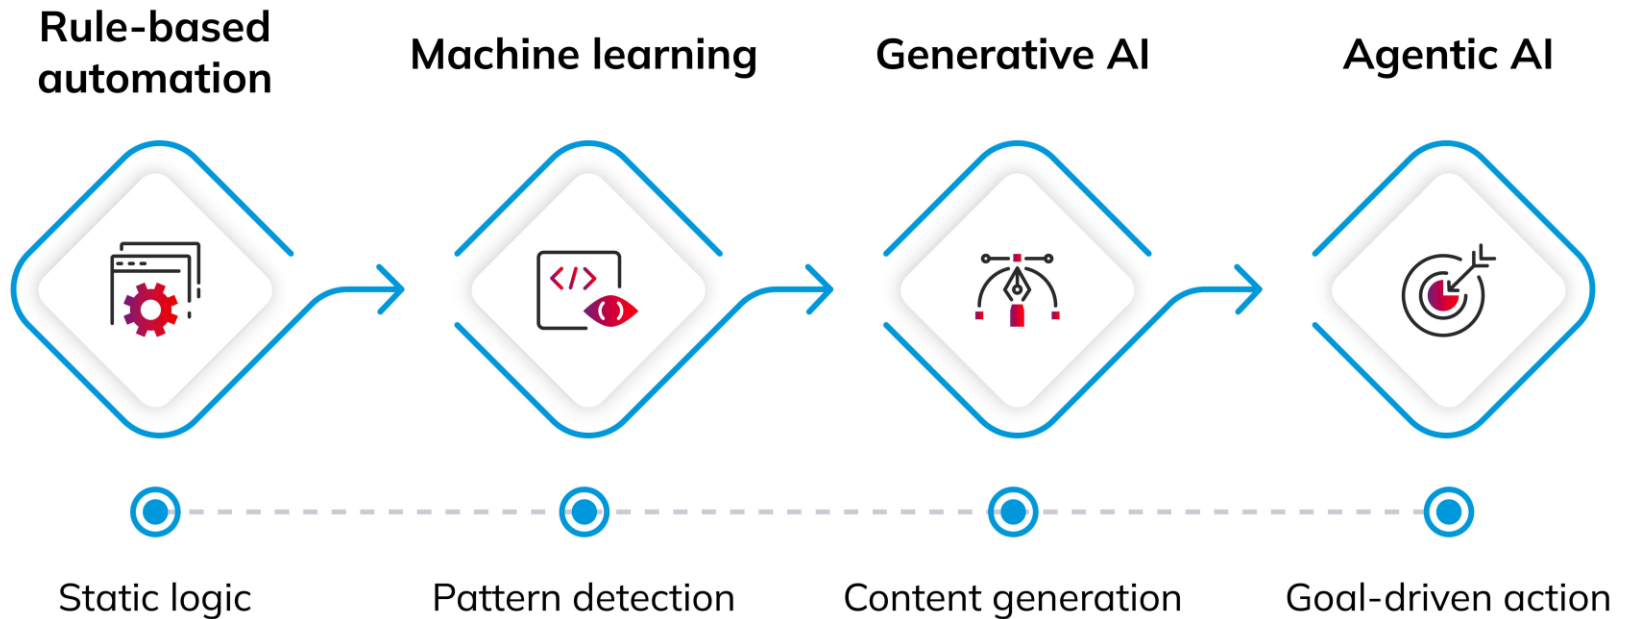 Rule-based
automation
Machine learning
Generative AI
Agentic AI
</>
Static logic
Pattern detection
Content generation
Goal-driven action